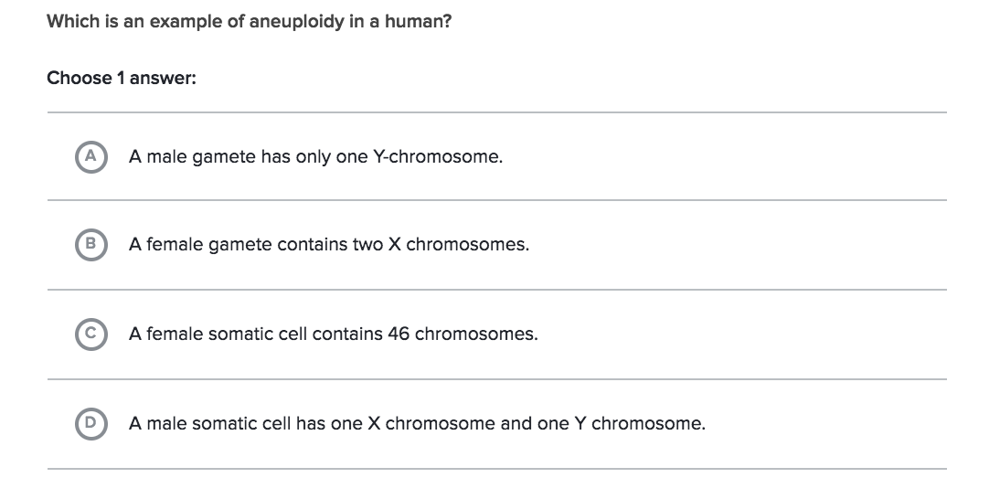 Which is an example of aneuploidy in a human?
Choose 1 answer:
A A male gamete has only one Y-chromosome.
B A female gamete contains two X chromosomes.
C A female somatic cell contains 46 chromosomes.
D A male somatic cell has one X chromosome and one Y chromosome.